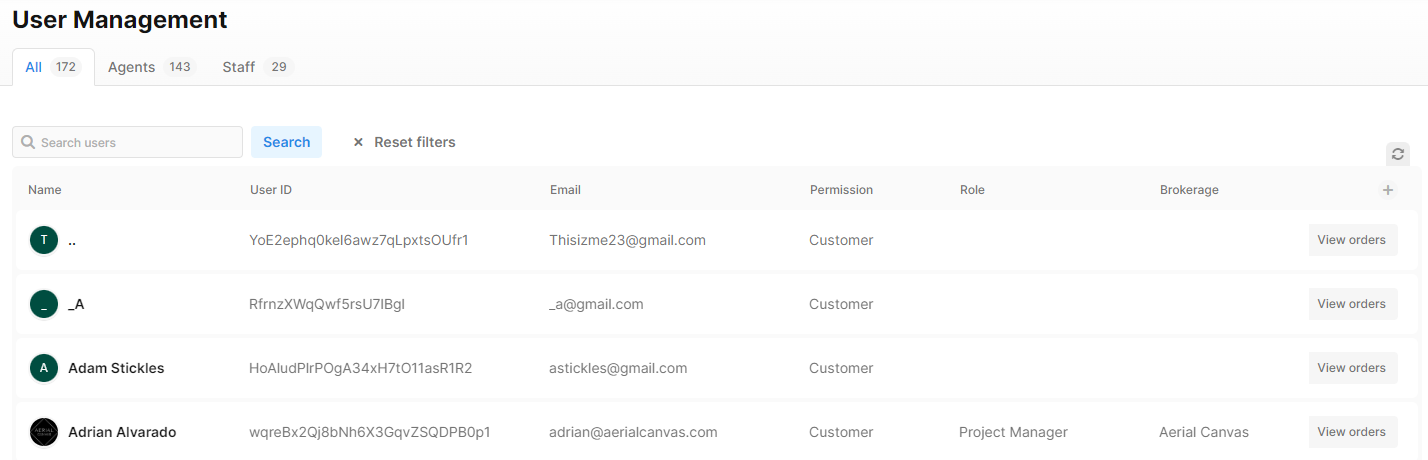 User Management
All 172 Agents 143 Staff 29
Search users Search × Reset filters
Name User ID Email Permission Role Brokerage +
T .. YoE2ephq0kel6awz7qLpxtsOUfr1 Thisizme23@gmail.com Customer View orders
_ _A RfrnzXWqQwf5rsU7IBgI _a@gmail.com Customer View orders
A Adam Stickles HoAludPlrPOgA34xH7tO11asR1R2 astickles@gmail.com Customer View orders
AERIAL Adrian Alvarado wqreBx2Qj8bNh6X3GqvZSQDPB0p1 adrian@aerialcanvas.com Customer Project Manager Aerial Canvas View orders